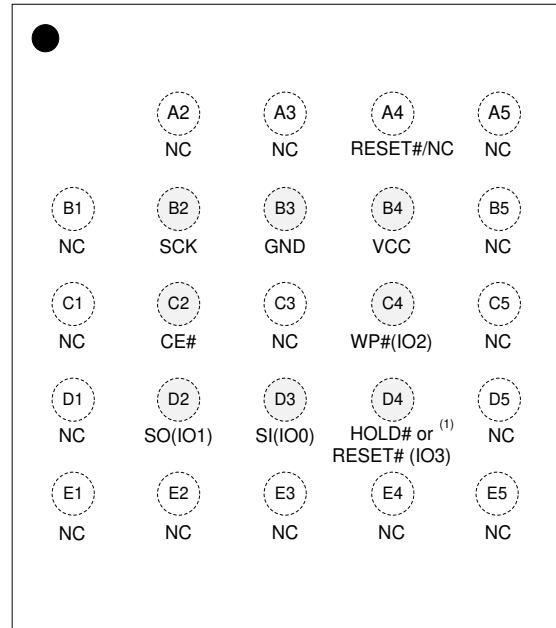 A2 A3 A4 A5
NC NC RESET#/NC NC
B1 B2 B3 B4 B5
NC SCK GND VCC NC
C1 C2 C3 C4 C5
NC CE# NC WP#(IO2) NC
D1 D2 D3 D4 D5
NC SO(IO1) SI(IO0) HOLD# or (1) NC
RESET# (IO3)
E1 E2 E3 E4 E5
NC NC NC NC NC